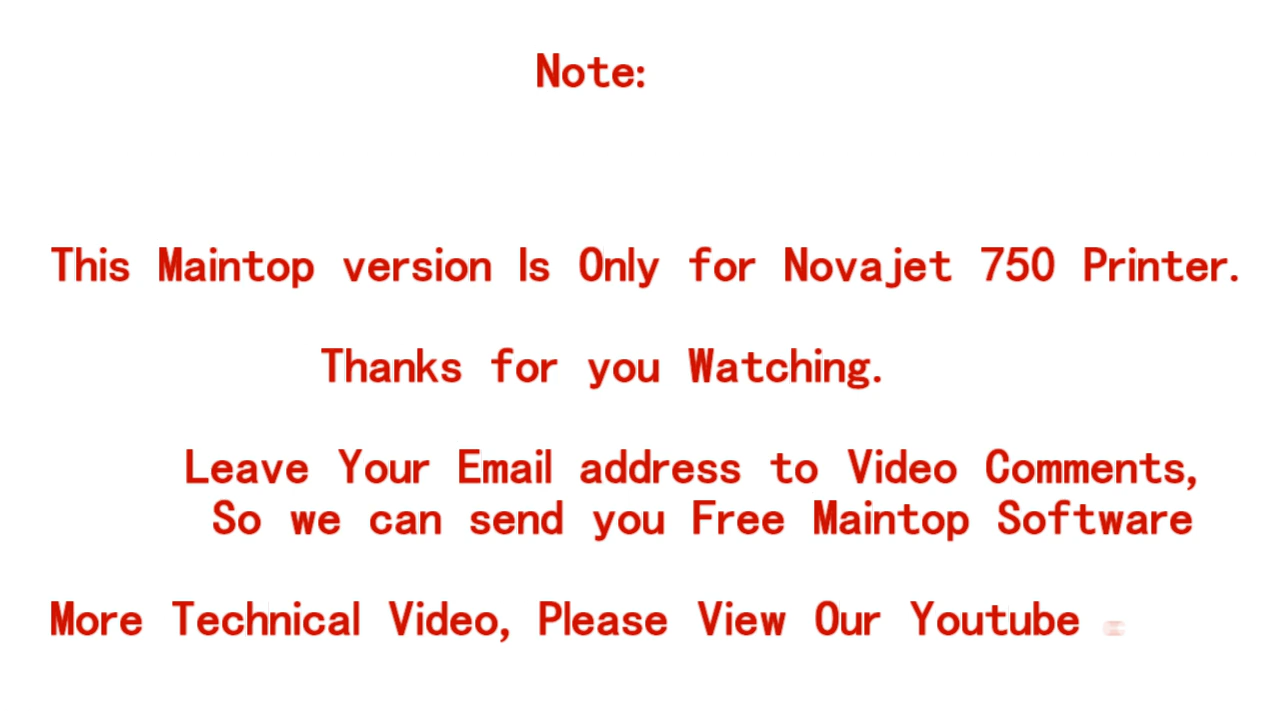 Note:
This Maintop version Is Only for Novajet 750 Printer.
Thanks for you Watching.
Leave Your Email address to Video Comments,
So we can send you Free Maintop Software
More Technical Video, Please View Our Youtube